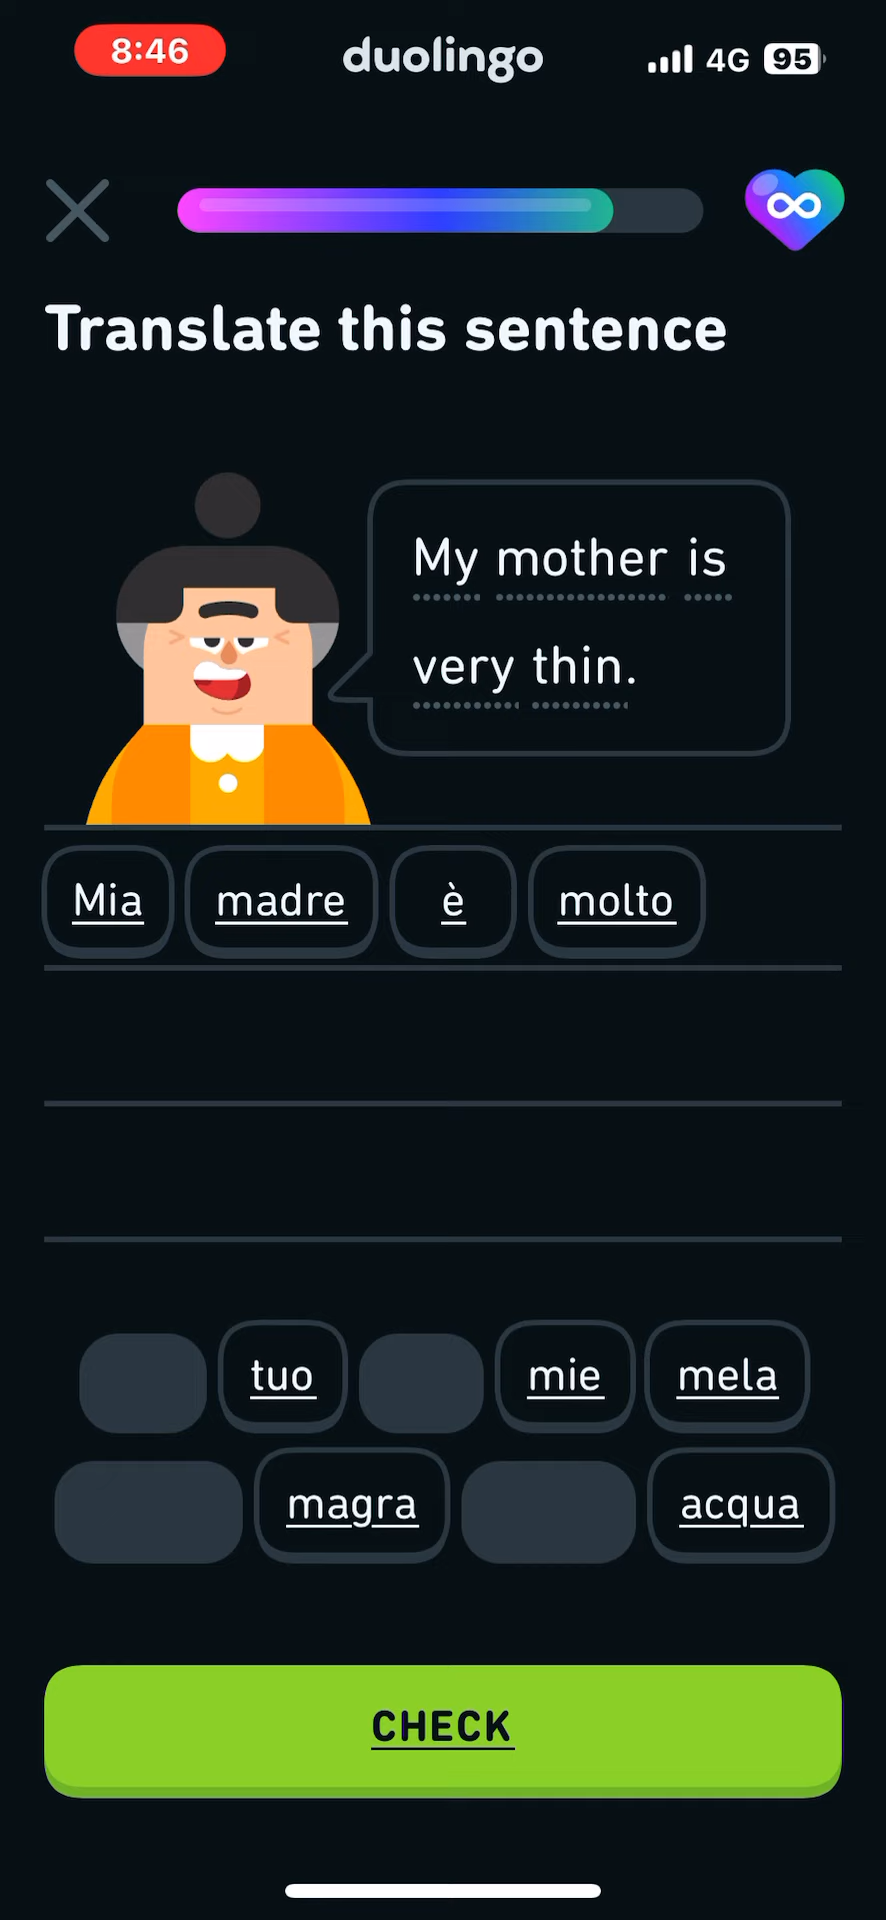 8:46
duolingo
4G
95
Translate this sentence
My mother is
very thin.
Mia madre è molto
tuo mie mela
magra acqua
CHECK